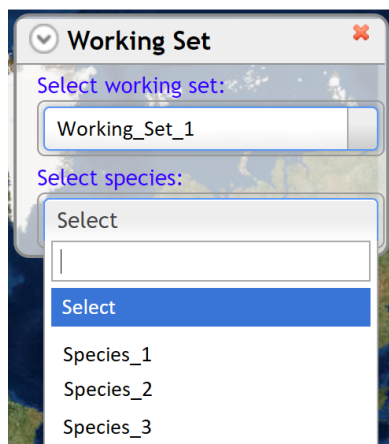 Working Set
Select working set:
Working_Set_1
Select species:
Select
Select
Species_1
Species_2
Species_3